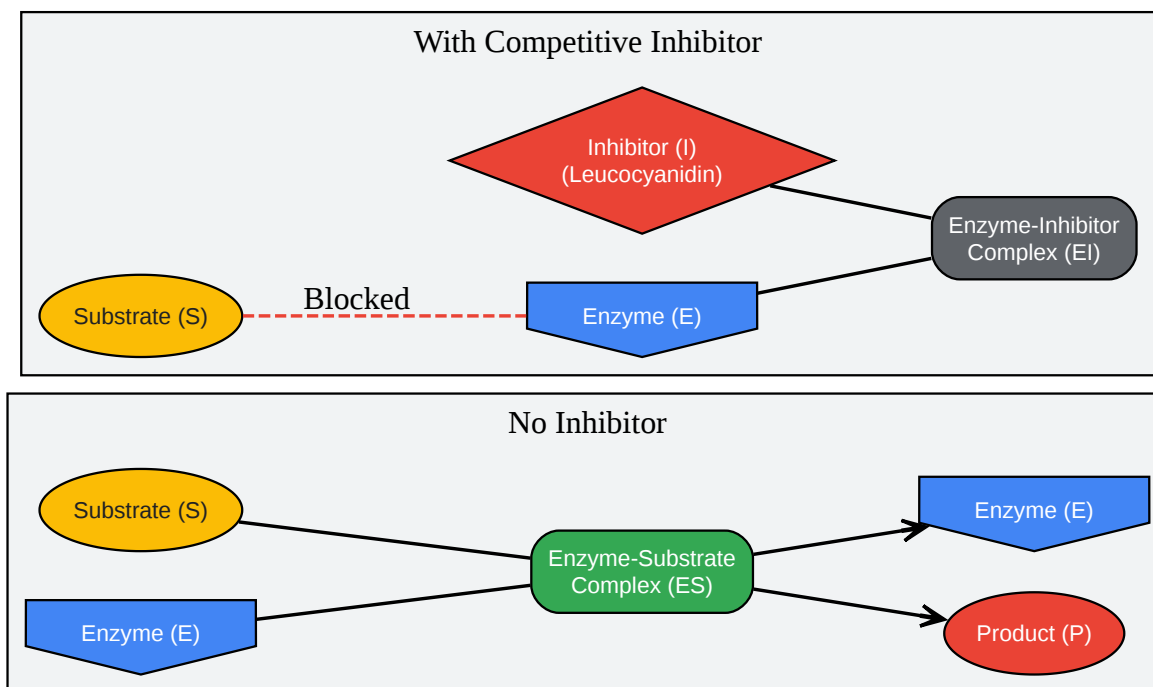 With Competitive Inhibitor
Inhibitor (I)
(Leucocyanidin)
Enzyme-Inhibitor
Complex (EI)
Substrate (S)
Blocked
Enzyme (E)
No Inhibitor
Substrate (S)
Enzyme (E)
Enzyme-Substrate
Complex (ES)
Enzyme (E)
Product (P)